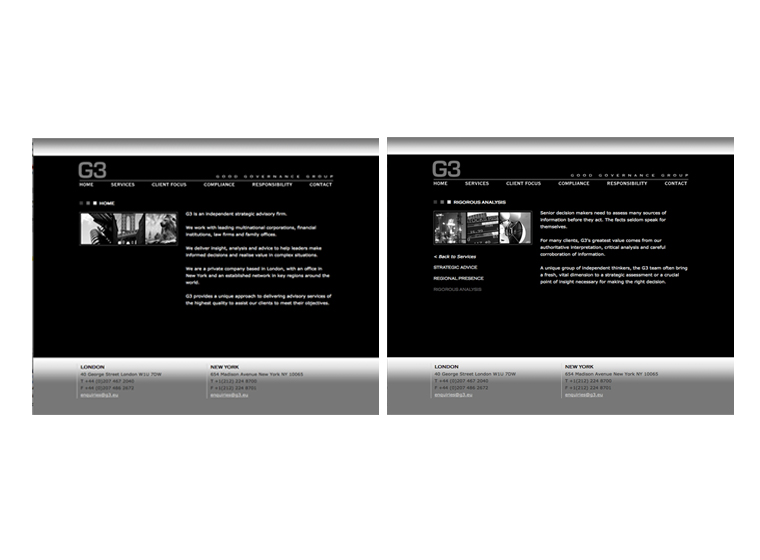 G3
GOOD GOVERNANCE GROUP
HOME SERVICES CLIENT FOCUS COMPLIANCE RESPONSIBILITY CONTACT
HOME
G3 is an independent strategic advisory firm.
We work with leading multinational corporations, financial
institutions, law firms and family offices.
We deliver insight, analysis and advice to help leaders make
informed decisions and realise value in complex situations.
We are a private company based in London, with an office in
New York and an established network in key regions around the
world.
G3 provides a unique approach to delivering advisory services of
the highest quality to assist our clients to meet their objectives.
LONDON
40 George Street London W1U 7DW
T +44 (0)207 467 2040
F +44 (0)207 486 2672
enquiries@g3.eu
NEW YORK
654 Madison Avenue New York NY 10065
T +1(212) 224 8700
F +1(212) 224 8701
G3
GOOD GOVERNANCE GROUP
HOME SERVICES CLIENT FOCUS COMPLIANCE RESPONSIBILITY CONTACT
RIGOROUS ANALYSIS
< Back to Services
STRATEGIC ADVICE
REGIONAL PRESENCE
RIGOROUS ANALYSIS
Senior decision makers need to assess many sources of
information before they act. The facts seldom speak for
themselves.
For many clients, G3's greatest value comes from our
authoritative interpretation, critical analysis and careful
corroboration of information.
A unique group of independent thinkers, the G3 team often bring
a fresh, vital dimension to a strategic assessment or a crucial
point of insight necessary for making the right decision.
LONDON
40 George Street London W1U 7DW
T +44 (0)207 467 2040
F +44 (0)207 486 2672
enquiries@g3.eu
NEW YORK
654 Madison Avenue New York NY 10065
T +1(212) 224 8700
F +1(212) 224 8701
enquiries@g3.eu